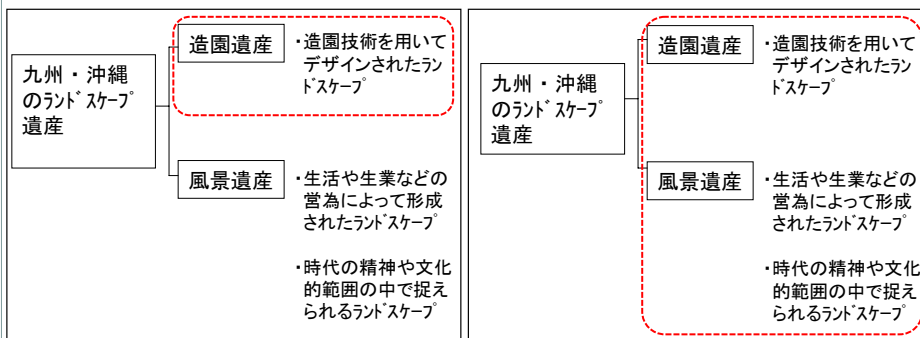 九州・沖縄
のﾗﾝﾄﾞｽｹｰﾌﾟ
遺産
造園遺産
・造園技術を用いて
デザインされたラン
ﾄﾞｽｹｰﾌﾟ
風景遺産
・生活や生業などの
営為によって形成
されたﾗﾝﾄﾞｽｹｰﾌﾟ
・時代の精神や文化
的範囲の中で捉え
られるﾗﾝﾄﾞｽｹｰﾌﾟ
九州・沖縄
のﾗﾝﾄﾞｽｹｰﾌﾟ
遺産
造園遺産
・造園技術を用いて
デザインされたラン
ﾄﾞｽｹｰﾌﾟ
風景遺産
・生活や生業などの
営為によって形成
されたﾗﾝﾄﾞｽｹｰﾌﾟ
・時代の精神や文化
的範囲の中で捉え
られるﾗﾝﾄﾞｽｹｰﾌﾟ